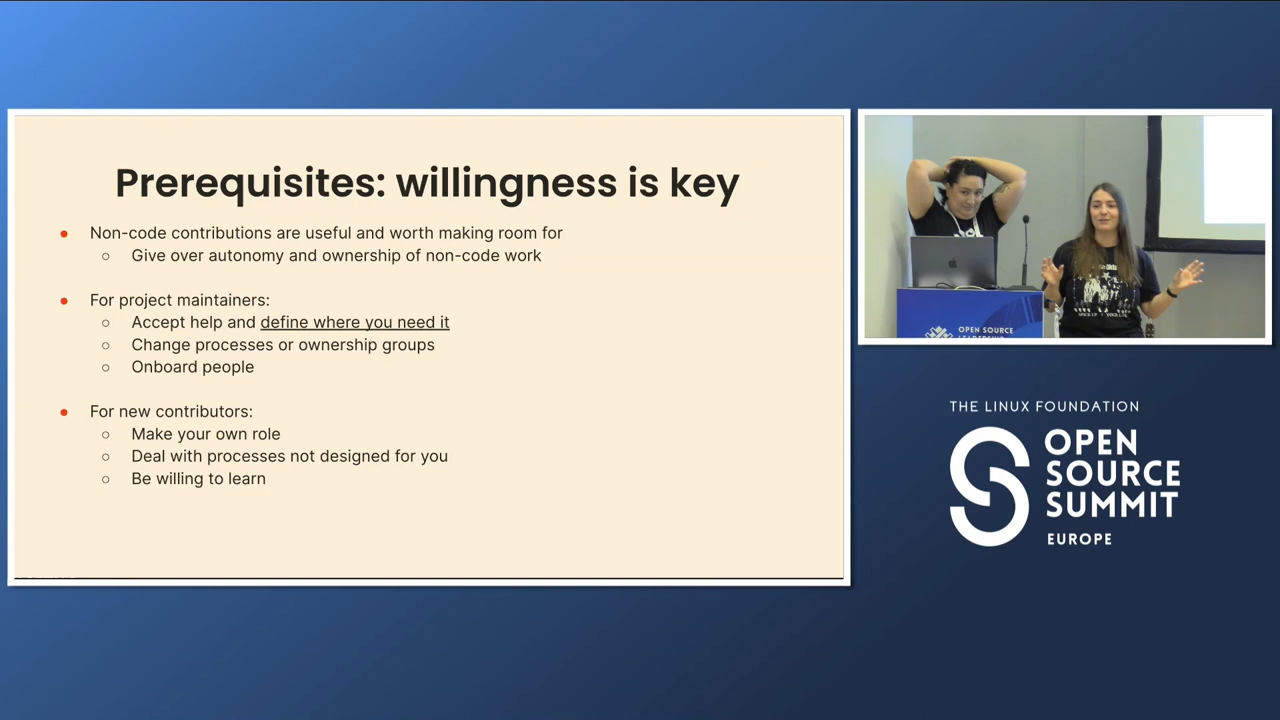 Prerequisites: willingness is key
Non-code contributions are useful and worth making room for
Give over autonomy and ownership of non-code work
For project maintainers:
Accept help and define where you need it
Change processes or ownership groups
Onboard people
For new contributors:
Make your own role
Deal with processes not designed for you
Be willing to learn
OPEN SOURCE
THE LINUX FOUNDATION
OPEN
SOURCE
SUMMIT
EUROPE